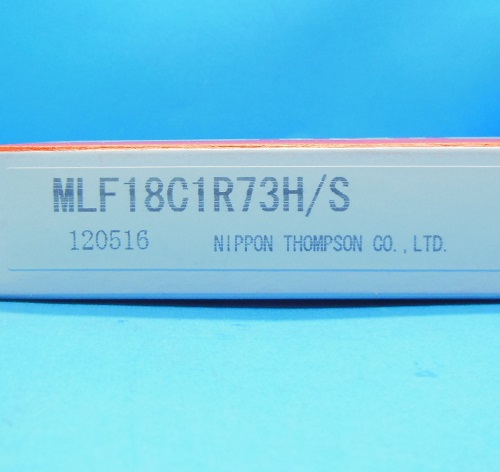 MLF18C1R73H/S
120516 NIPPON THOMPSON CO.,LTD.